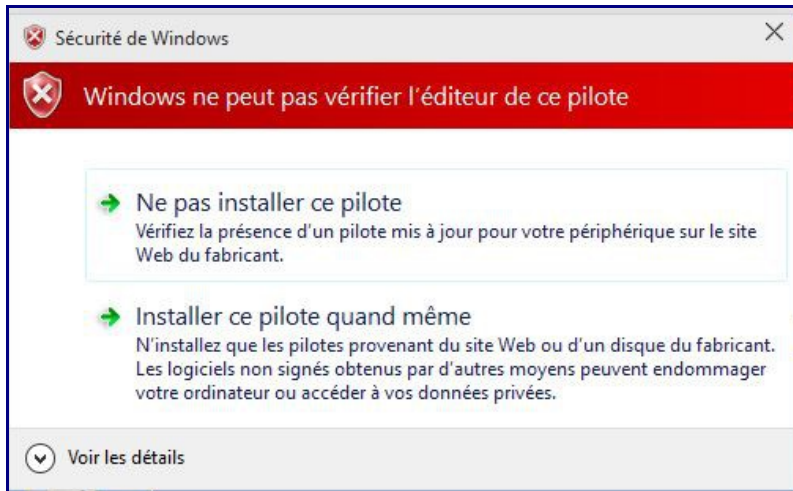 Sécurité de Windows
Windows ne peut pas vérifier l'éditeur de ce pilote
Ne pas installer ce pilote
Vérifiez la présence d'un pilote mis à jour pour votre périphérique sur le site
Web du fabricant.
Installer ce pilote quand même
N'installez que les pilotes provenant du site Web ou d'un disque du fabricant.
Les logiciels non signés obtenus par d'autres moyens peuvent endommager
votre ordinateur ou accéder à vos données privées.
Voir les détails